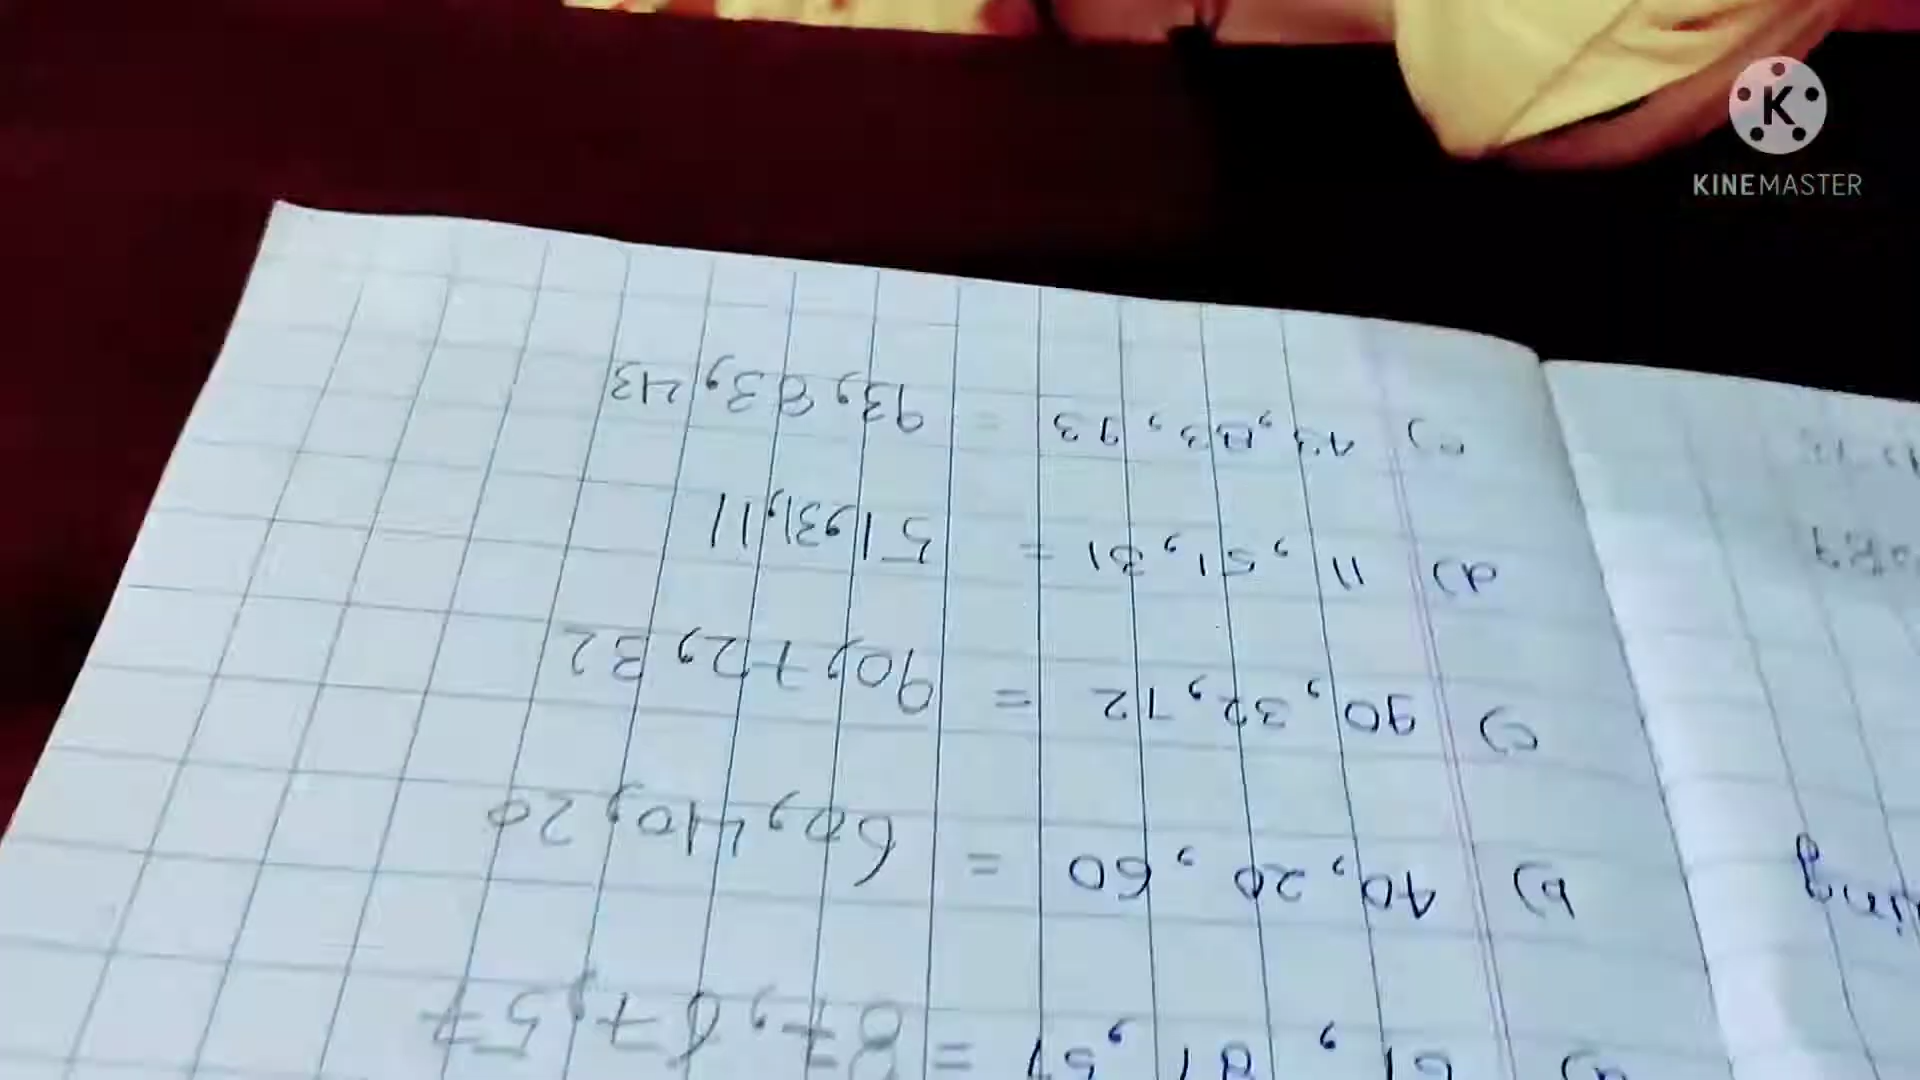 a) 67, 87, 57 = 87, 67, 57
b) 40, 20, 60 = 60, 40, 20
c) 90, 32, 72 = 90, 72, 32
d) 11, 51, 31 = 51, 31, 11
e) 43, 83, 93 = 93, 83, 43
KINEMASTER